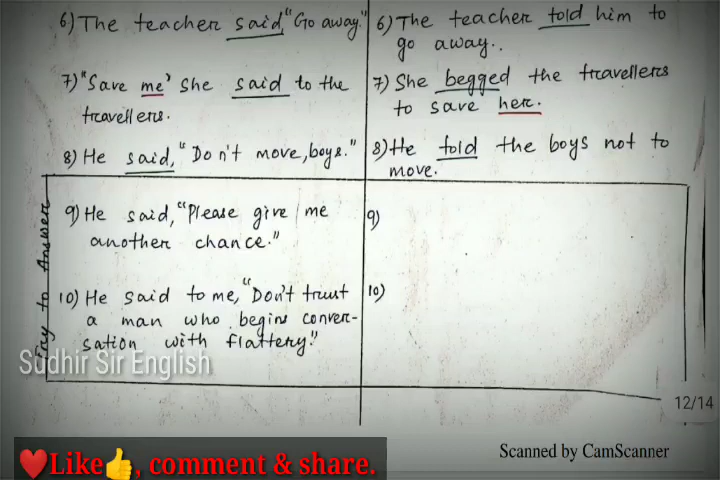 6) The teacher said, "Go away."
6) The teacher told him to
go away..
7) "Save me" she said to the
travellers.
7) She begged the travellers
to save her.
8) He said, "Don't move, boys."
8) He told the boys not to
move.
Try to Answer
9) He said, "Please give me
another chance."
9)
10) He said to me, "Don't trust
a man who begins conver-
sation with flattery."
10)
Sudhir Sir English
12/14
❤️Like👍, comment & share.
Scanned by CamScanner